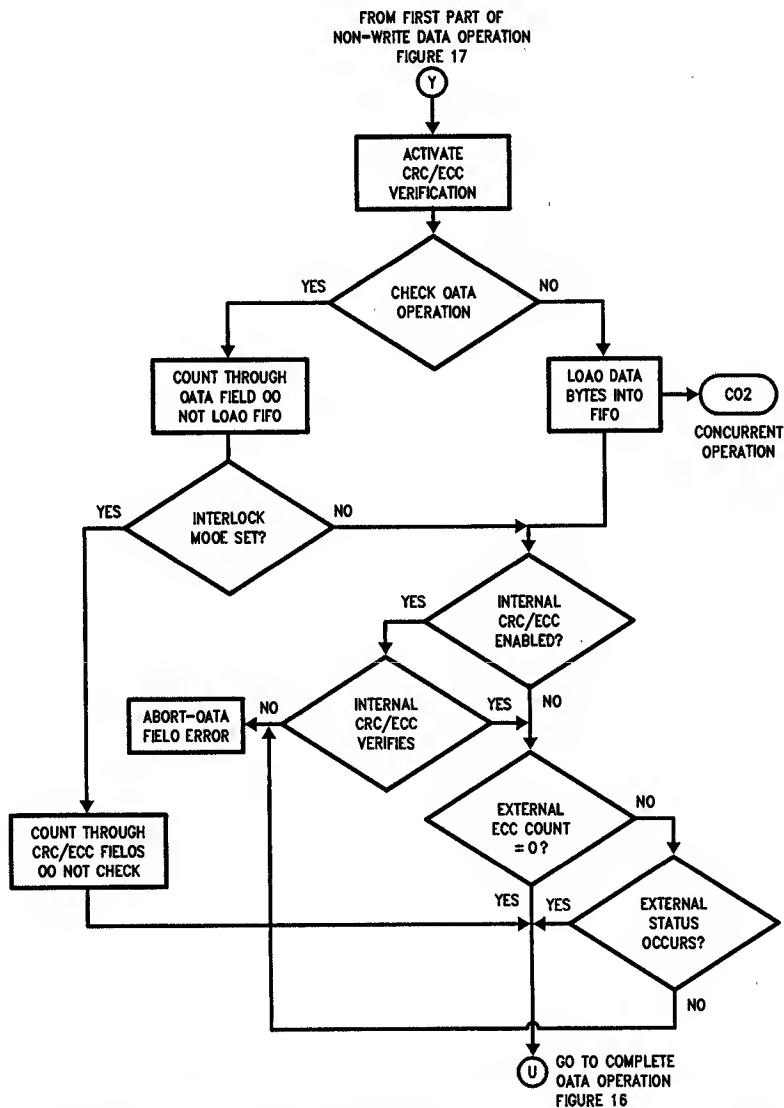 FROM FIRST PART OF
NON-WRITE DATA OPERATION
FIGURE 17
Y
ACTIVATE
CRC/ECC
VERIFICATION
YES
CHECK OATA
OPERATION
NO
COUNT THROUGH
OATA FIELD OO
NOT LOAO FIFO
LOAO DATA
BYTES INTO
FIFO
CO2
CONCURRENT
OPERATION
YES
INTERLOCK
MOOE SET?
NO
YES
INTERNAL
CRC/ECC
ENABLED?
ABORT-OATA
FIELD ERROR
NO
INTERNAL
CRC/ECC
VERIFIES
YES
NO
COUNT THROUGH
CRC/ECC FIELOS
OO NOT CHECK
EXTERNAL
ECC COUNT
= 0?
NO
YES
YES
EXTERNAL
STATUS
OCCURS?
NO
U
GO TO COMPLETE
OATA OPERATION
FIGURE 16